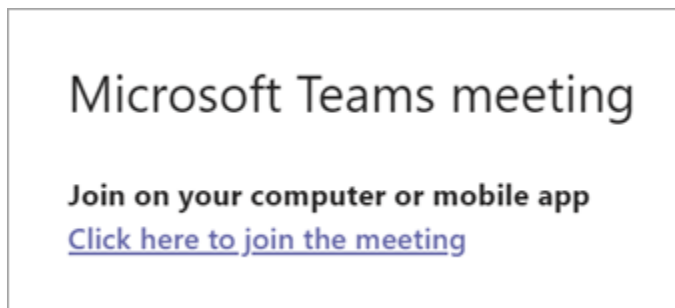 Microsoft Teams meeting
Join on your computer or mobile app
Click here to join the meeting